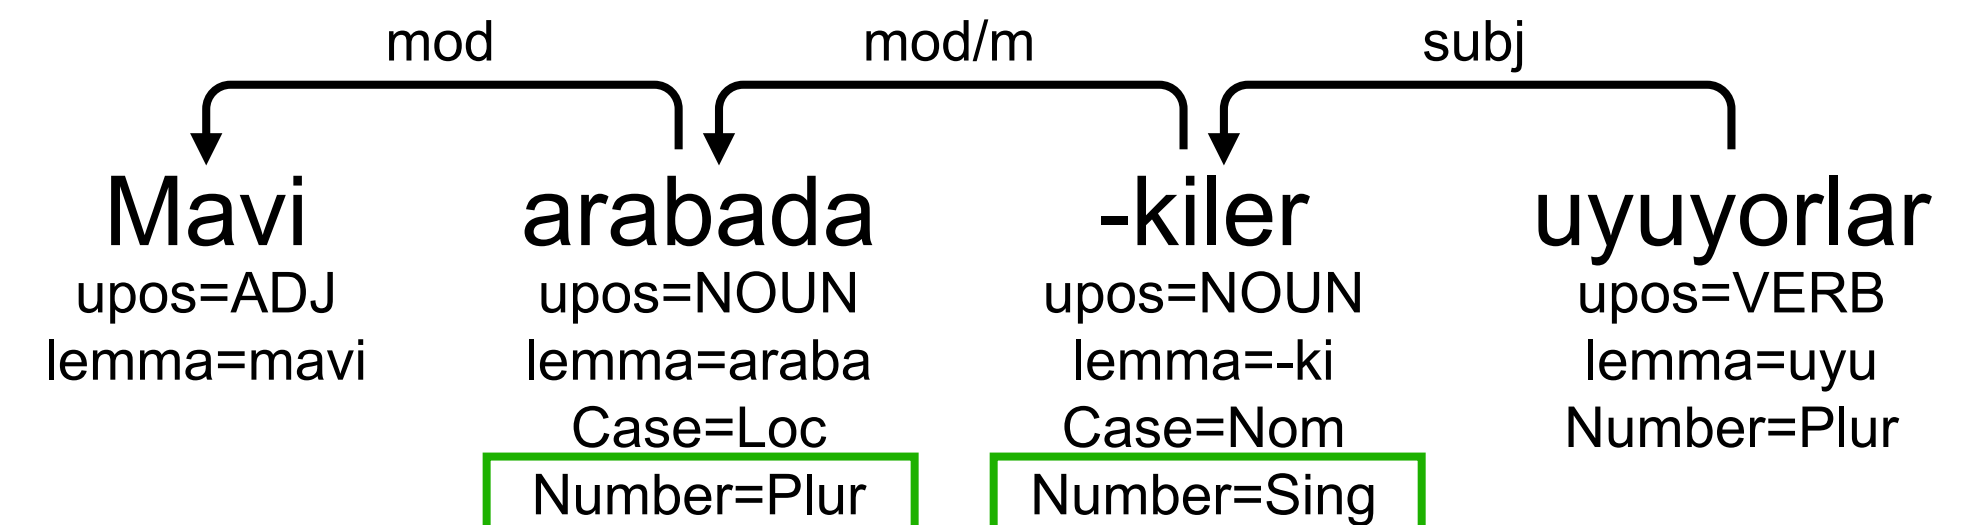 mod mod/m subj
Mavi arabada -kiler uyuyorlar
upos=ADJ upos=NOUN upos=NOUN upos=VERB
lemma=mavi lemma=araba lemma=-ki lemma=uyu
Case=Loc Case=Nom Number=Plur
Number=Plur Number=Sing